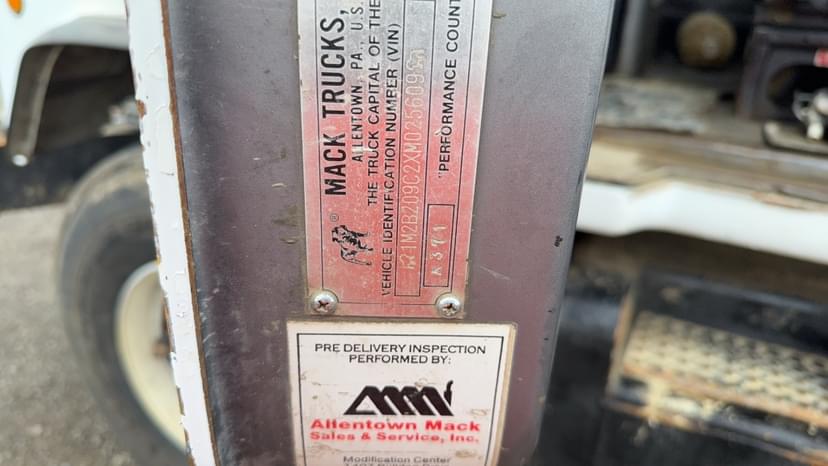 MACK TRUCKS,
ALLENTOWN, PA., U.S.
THE TRUCK CAPITAL OF THE
VEHICLE IDENTIFICATION NUMBER (VIN)
1M2B209C2XM025609
"PERFORMANCE COUNT
®
PRE DELIVERY INSPECTION
PERFORMED BY:
Allentown Mack
Sales & Service, Inc.
Modification Center